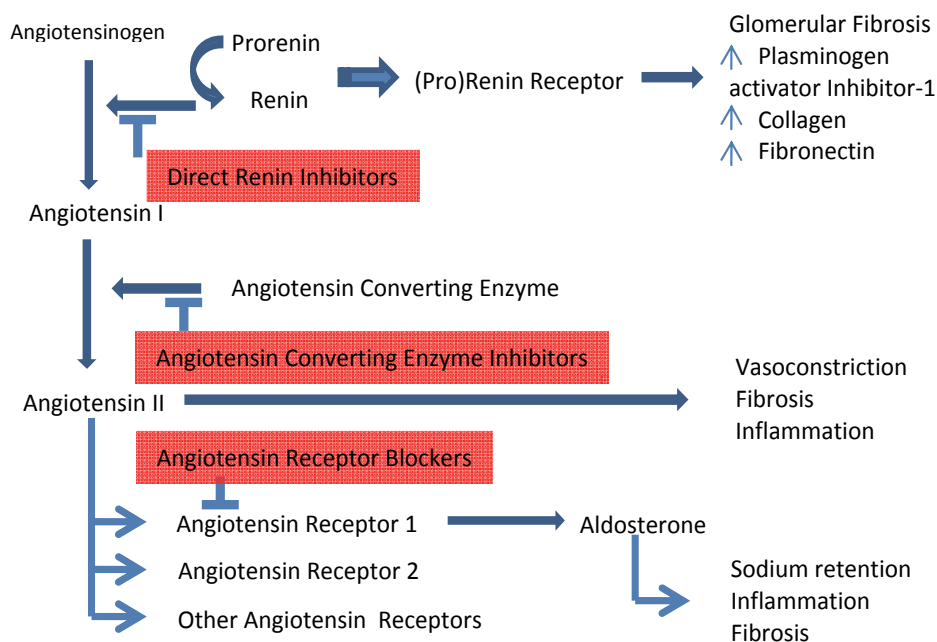 Angiotensinogen
Prorenin
Renin
(Pro)Renin Receptor
Glomerular Fibrosis
Plasminogen
activator Inhibitor-1
Collagen
Fibronectin
Direct Renin Inhibitors
Angiotensin I
Angiotensin Converting Enzyme
Angiotensin Converting Enzyme Inhibitors
Angiotensin II
Vasoconstriction
Fibrosis
Inflammation
Angiotensin Receptor Blockers
Angiotensin Receptor 1
Aldosterone
Angiotensin Receptor 2
Other Angiotensin Receptors
Sodium retention
Inflammation
Fibrosis